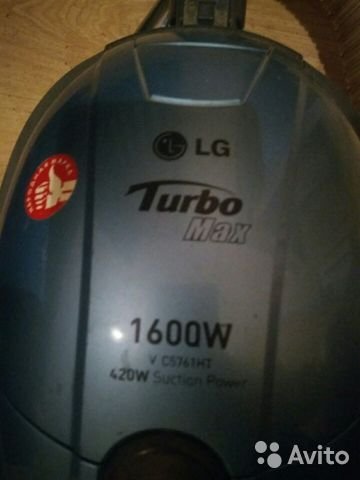 LG
Turbo
Max
1600W
V C5761HT
420W Suction Power
Avito